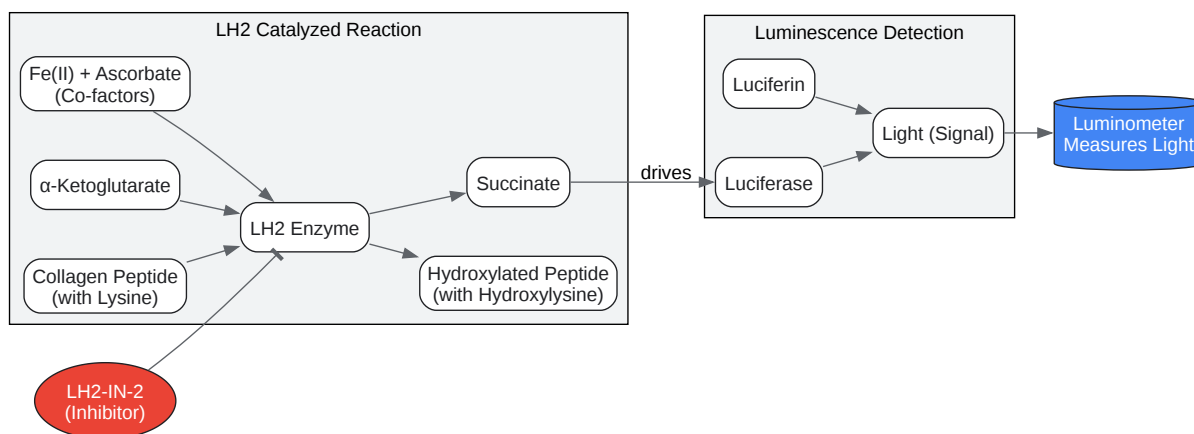 LH2 Catalyzed Reaction
Fe(II) + Ascorbate
(Co-factors)
α-Ketoglutarate
Collagen Peptide
(with Lysine)
LH2 Enzyme
Succinate
Hydroxylated Peptide
(with Hydroxylysine)
LH2-IN-2
(Inhibitor)
drives
Luminescence Detection
Luciferin
Luciferase
Light (Signal)
Luminometer
Measures Light